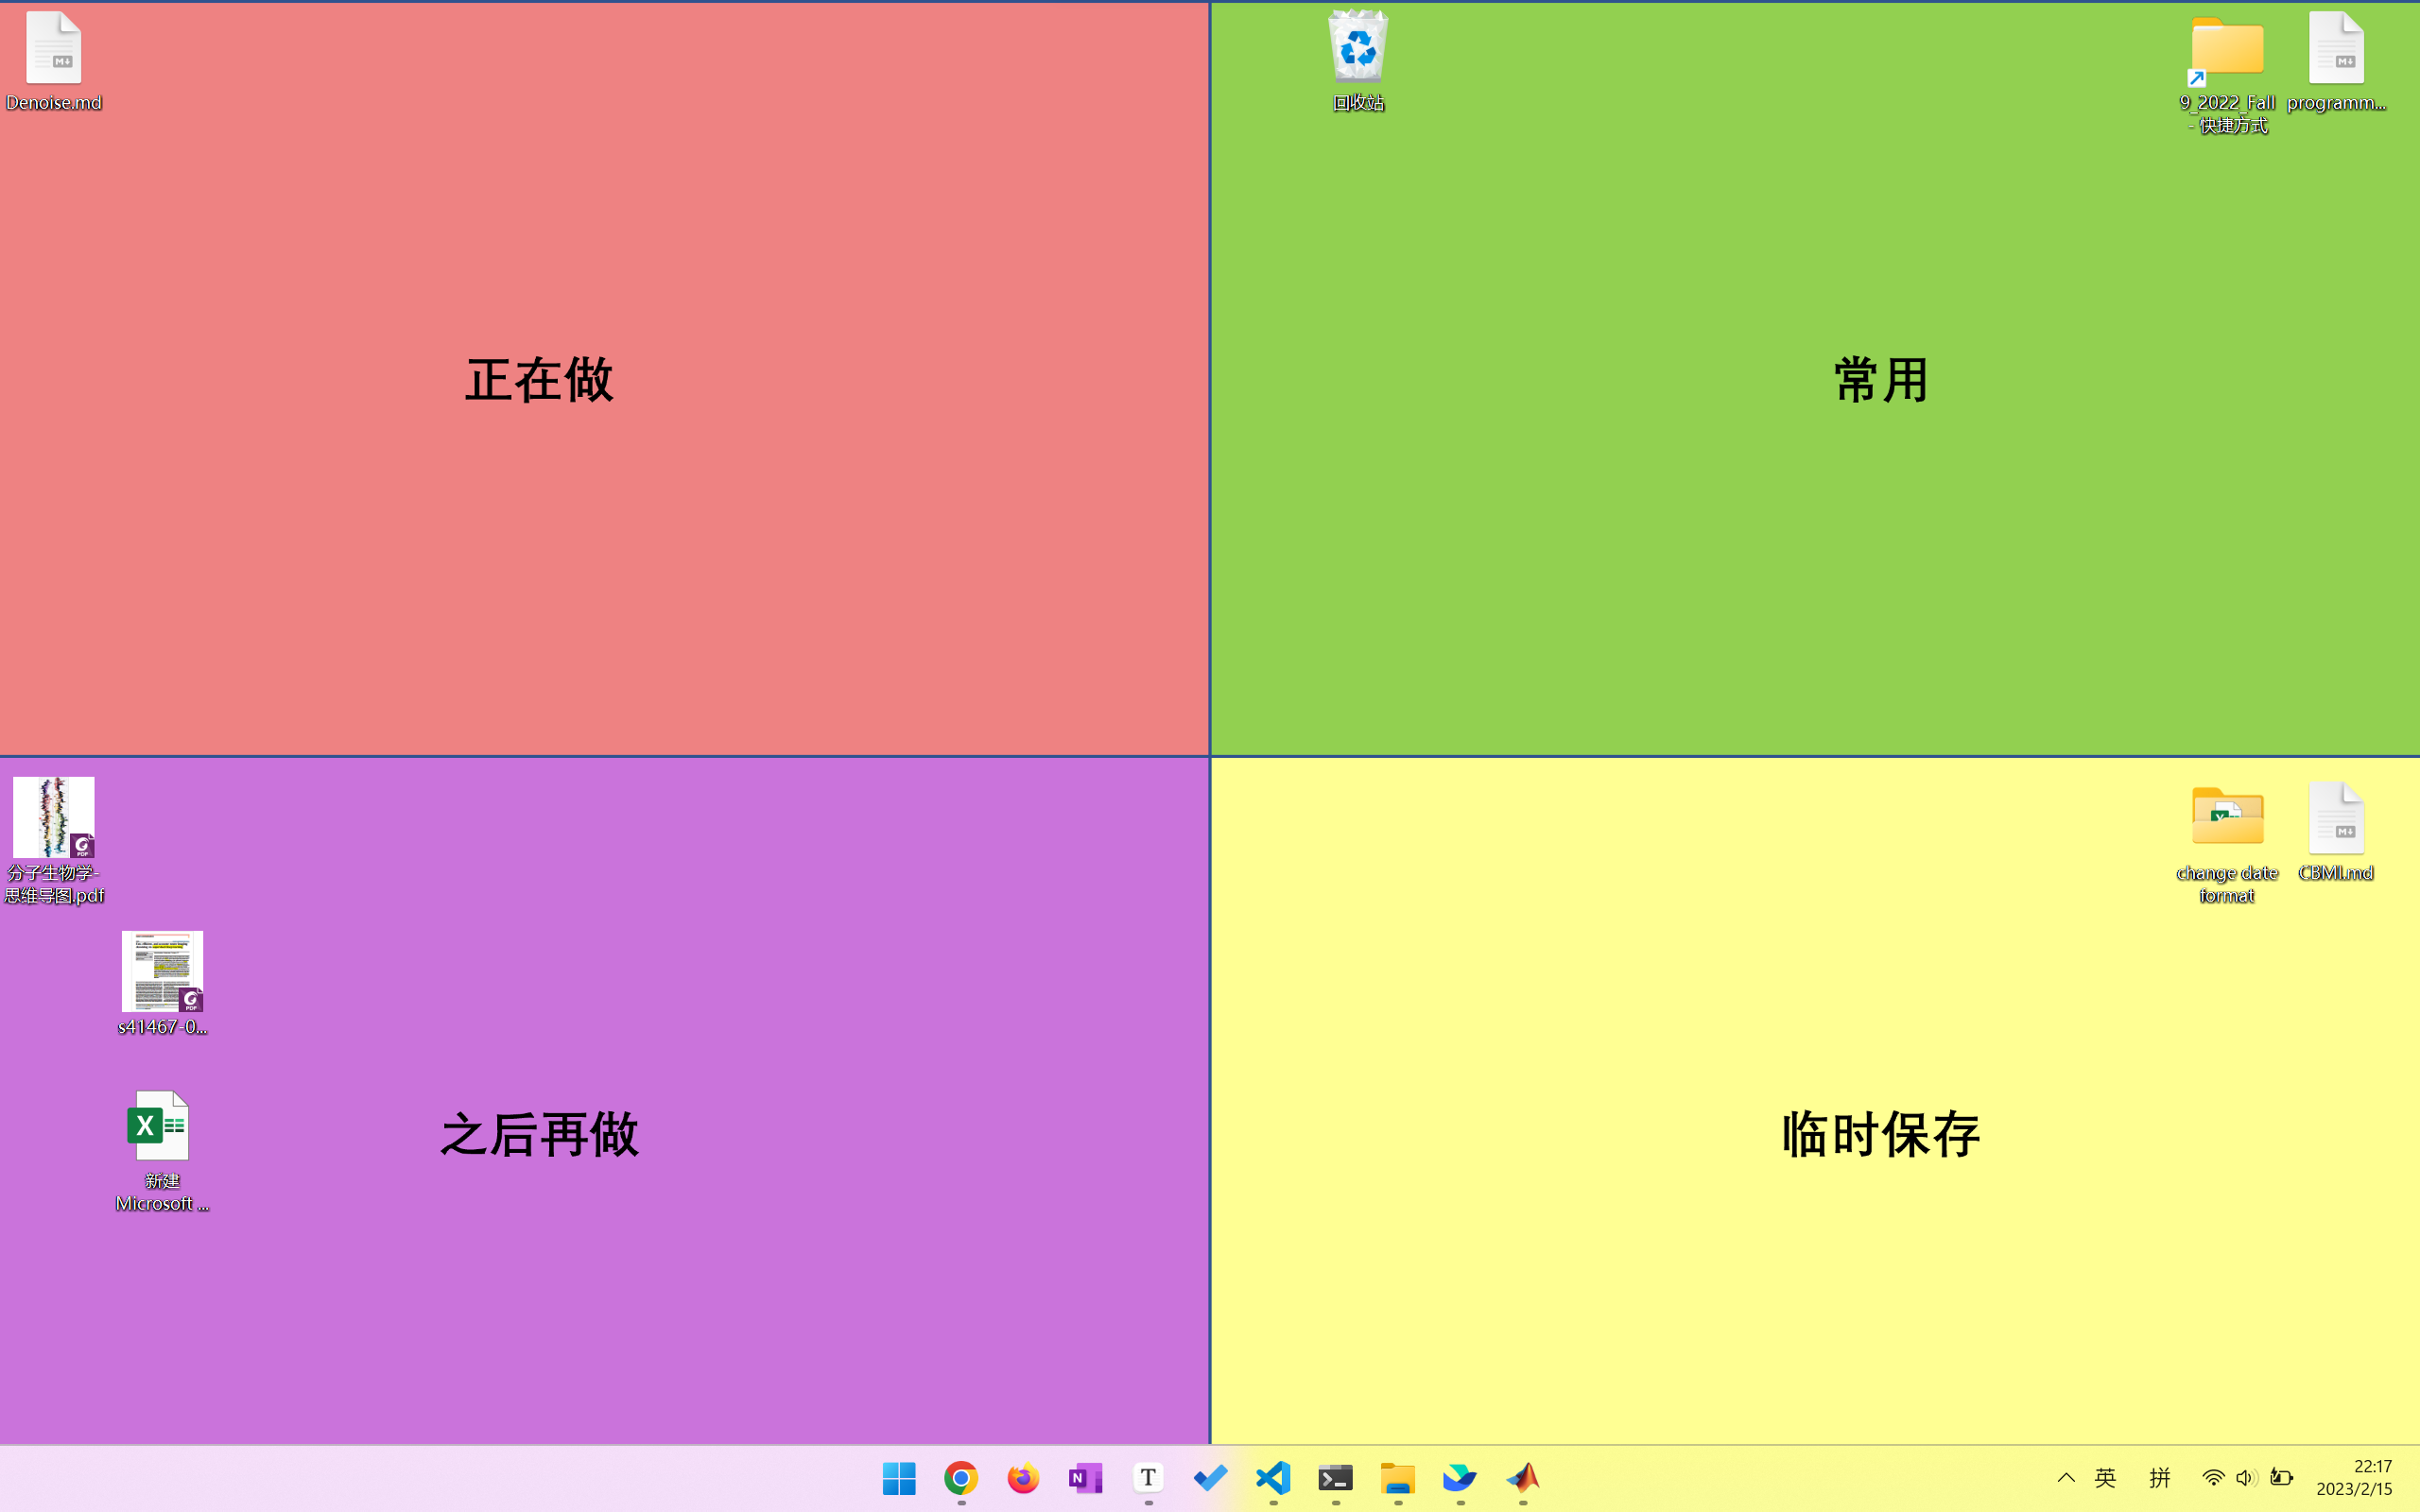 Denoise.md
回收站
9_2022_Fall
- 快捷方式
programm...
正在做
常用
分子生物学-
思维导图.pdf
change date
format
CBMI.md
s41467-0...
新建
Microsoft ...
之后再做
临时保存
英
拼
22:17
2023/2/15